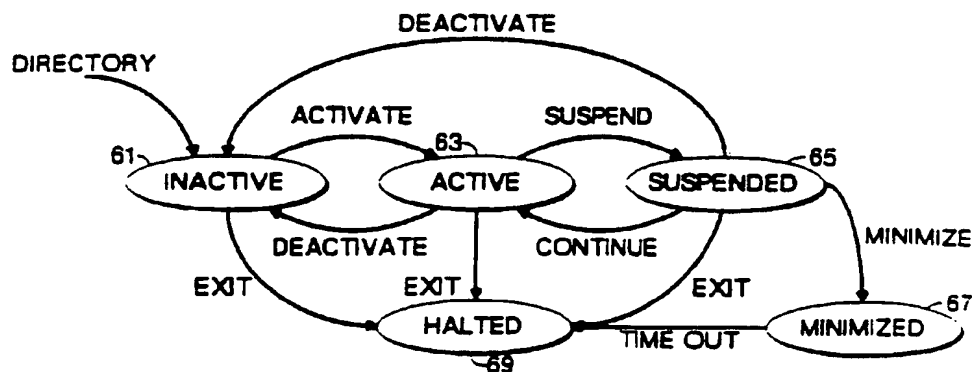 DEACTIVATE
DIRECTORY
ACTIVATE
SUSPEND
61
63
65
INACTIVE
ACTIVE
SUSPENDED
DEACTIVATE
CONTINUE
MINIMIZE
EXIT
EXIT
EXIT
67
HALTED
TIME OUT
MINIMIZED
69